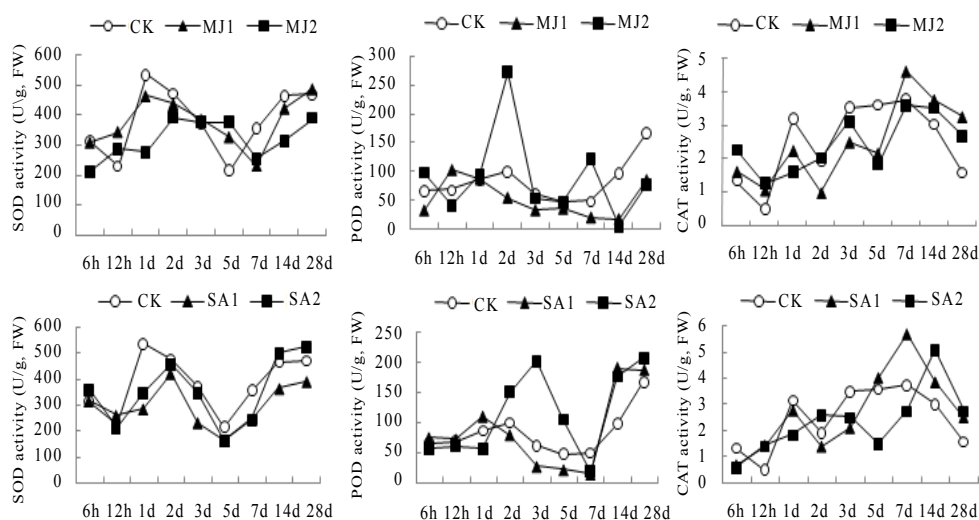 CK MJ1 MJ2
SOD activity (U\g, FW)
600
500
400
300
200
100
0
6h 12h 1d 2d 3d 5d 7d 14d 28d
CK MJ1 MJ2
POD activity (U/g, FW)
300
250
200
150
100
50
0
6h 12h 1d 2d 3d 5d 7d 14d 28d
CK MJ1 MJ2
CAT activity (U/g, FW)
5
4
3
2
1
0
6h 12h 1d 2d 3d 5d 7d 14d 28d
CK SA1 SA2
SOD activity (U/g, FW)
600
500
400
300
200
100
0
6h 12h 1d 2d 3d 5d 7d 14d 28d
CK SA1 SA2
POD activity (U/g, FW)
250
200
150
100
50
0
6h 12h 1d 2d 3d 5d 7d 14d 28d
CK SA1 SA2
CAT activity (U/g, FW)
6
5
4
3
2
1
0
6h 12h 1d 2d 3d 5d 7d 14d 28d